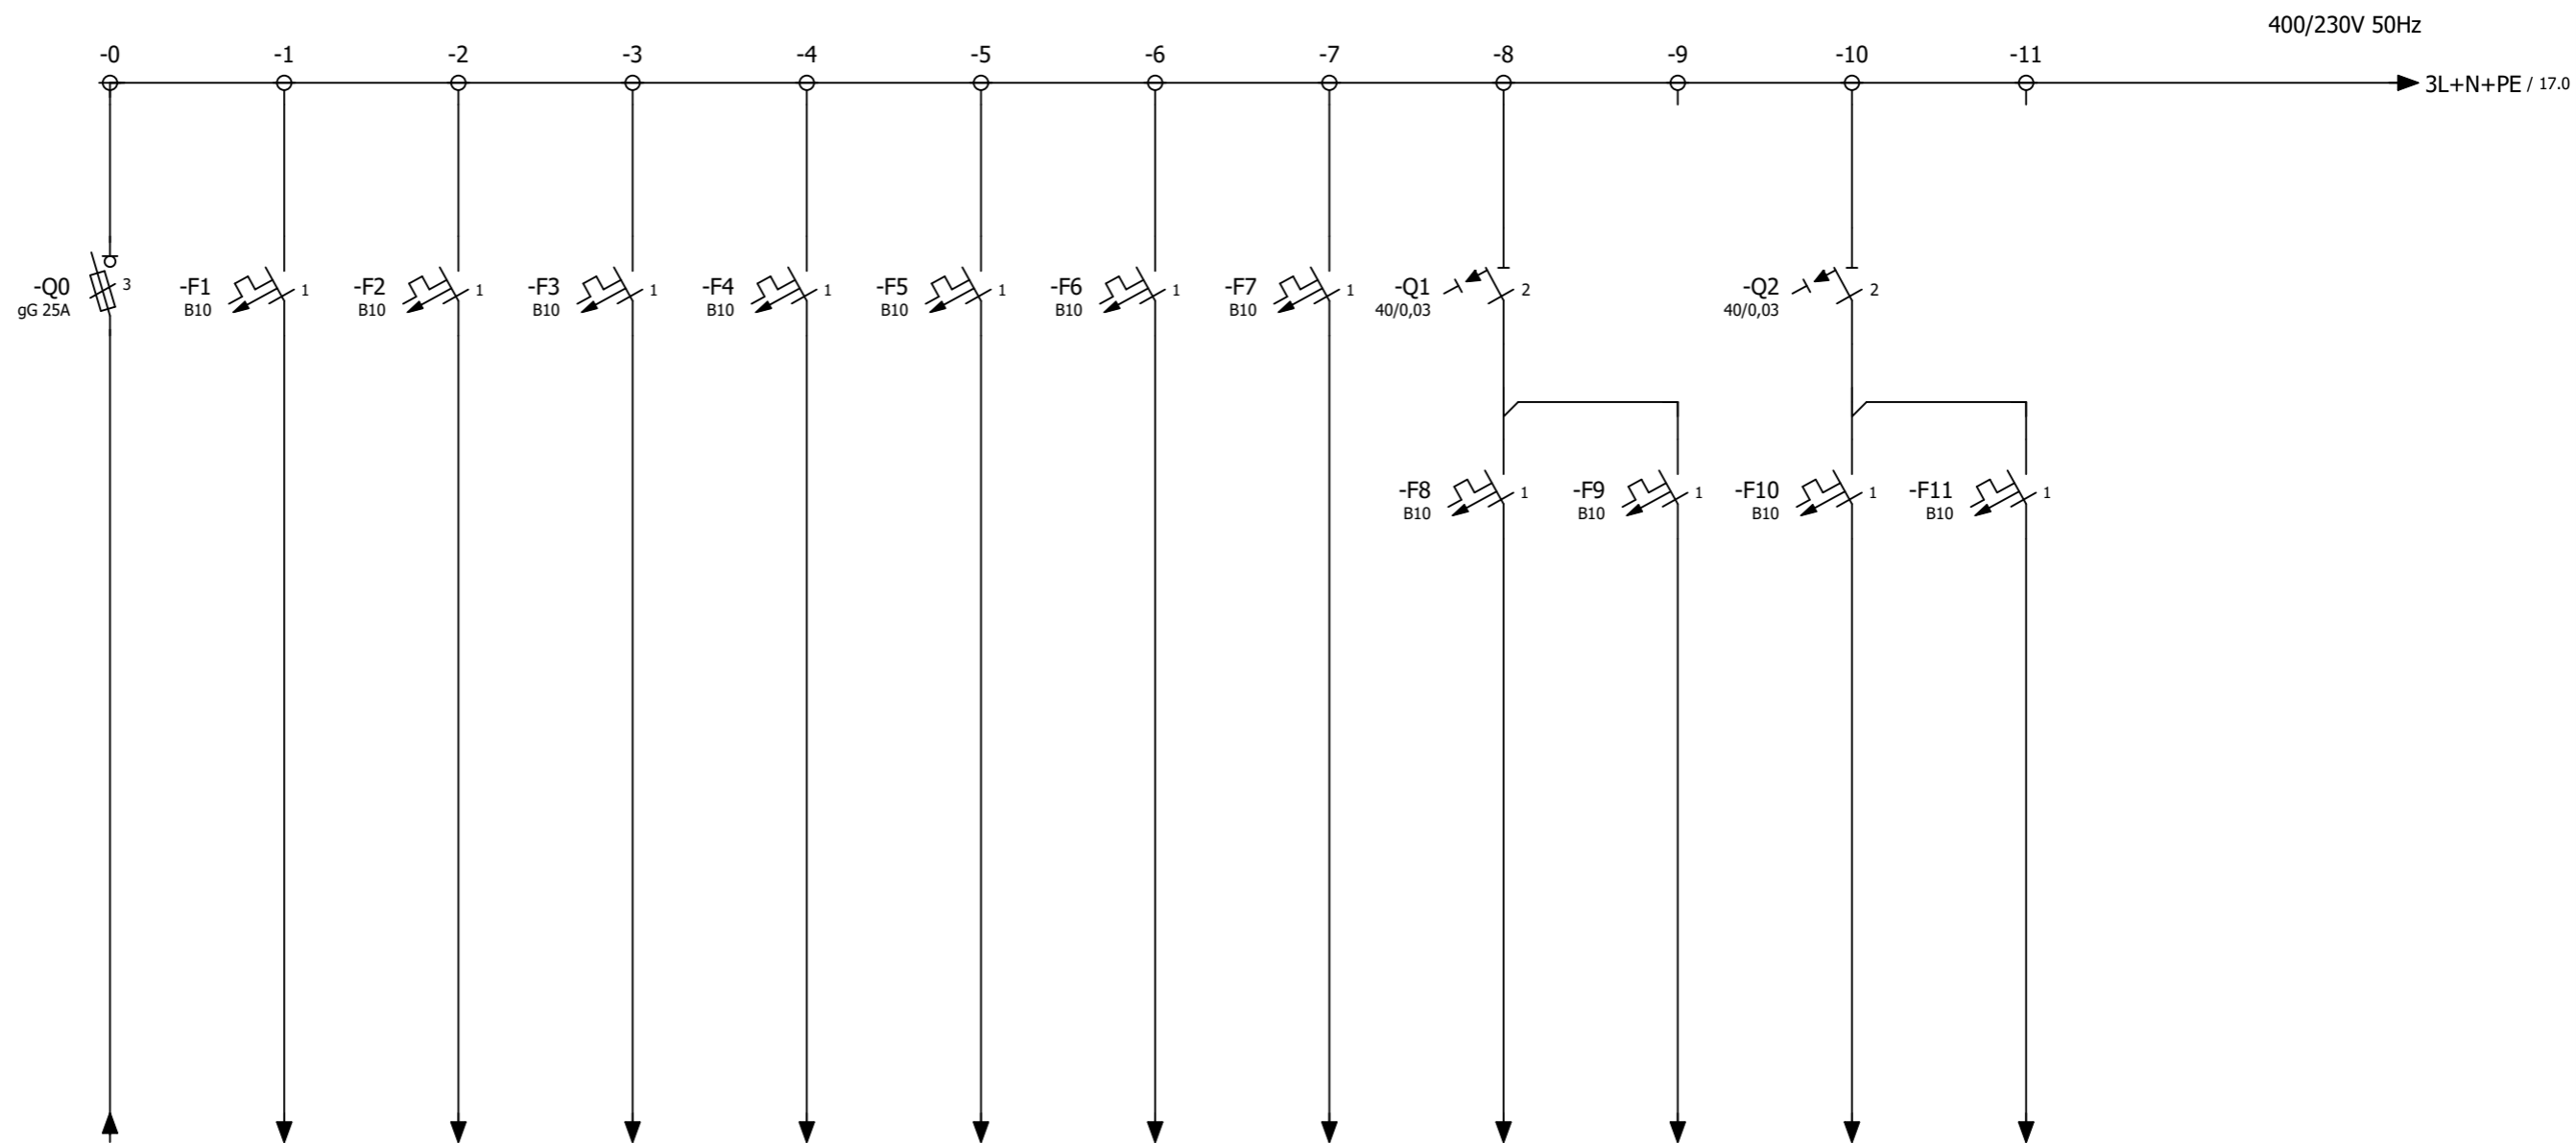 400/230V 50Hz
-0 -1 -2 -3 -4 -5 -6 -7 -8 -9 -10 -11
3L+N+PE / 17.0
-Q0 3 -F1 1 -F2 1 -F3 1 -F4 1 -F5 1 -F6 1 -F7 1 -Q1 2 -Q2 2
gG 25A B10 B10 B10 B10 B10 B10 B10 40/0,03 40/0,03
-F8 1 -F9 1 -F10 1 -F11 1
B10 B10 B10 B10